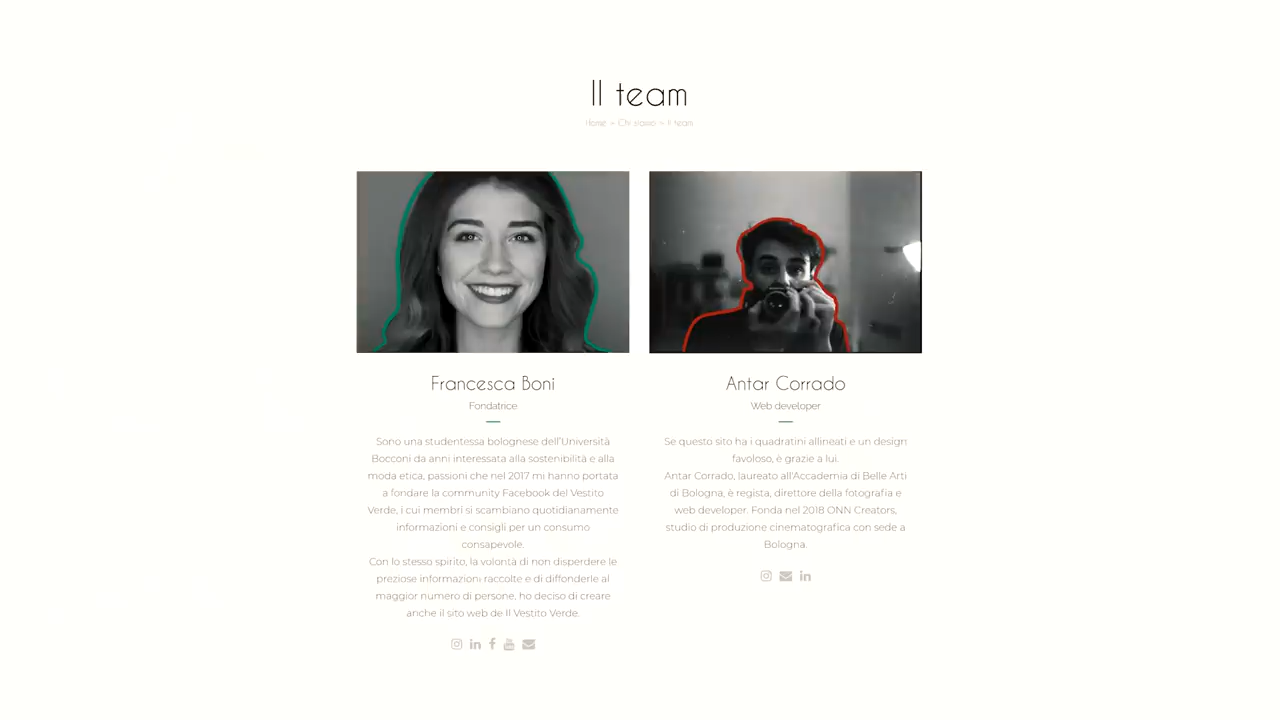 Il team
Home > Chi siamo > Il team
Francesca Boni
Fondatrice
Sono una studentessa bolognese dell'Università
Bocconi da anni interessata alla sostenibilità e alla
moda etica, passioni che nel 2017 mi hanno portata
a fondare la community Facebook del Vestito
Verde, i cui membri si scambiano quotidianamente
informazioni e consigli per un consumo
consapevole.
Con lo stesso spirito, la volontà di non disperdere le
preziose informazioni raccolte e di diffonderle al
maggior numero di persone, ho deciso di creare
anche il sito web de Il Vestito Verde.
Antar Corrado
Web developer
Se questo sito ha i quadratini allineati e un design
favoloso, è grazie a lui.
Antar Corrado, laureato all'Accademia di Belle Arti
di Bologna, è regista, direttore della fotografia e
web developer. Fonda nel 2018 ONN Creators,
studio di produzione cinematografica con sede a
Bologna.